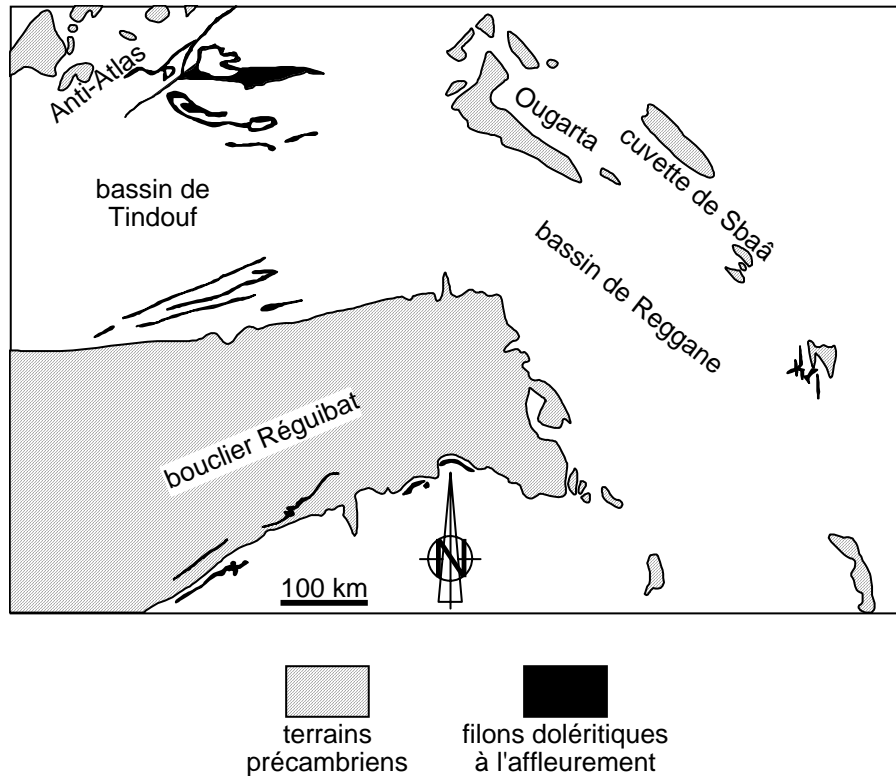 Anti-Atlas
Ougarta
cuvette de Sbaâ
bassin de
Tindouf
bassin de Reggane
bouclier Réguibat
N
100 km
terrains
précambriens
filons doléritiques
à l'affleurement